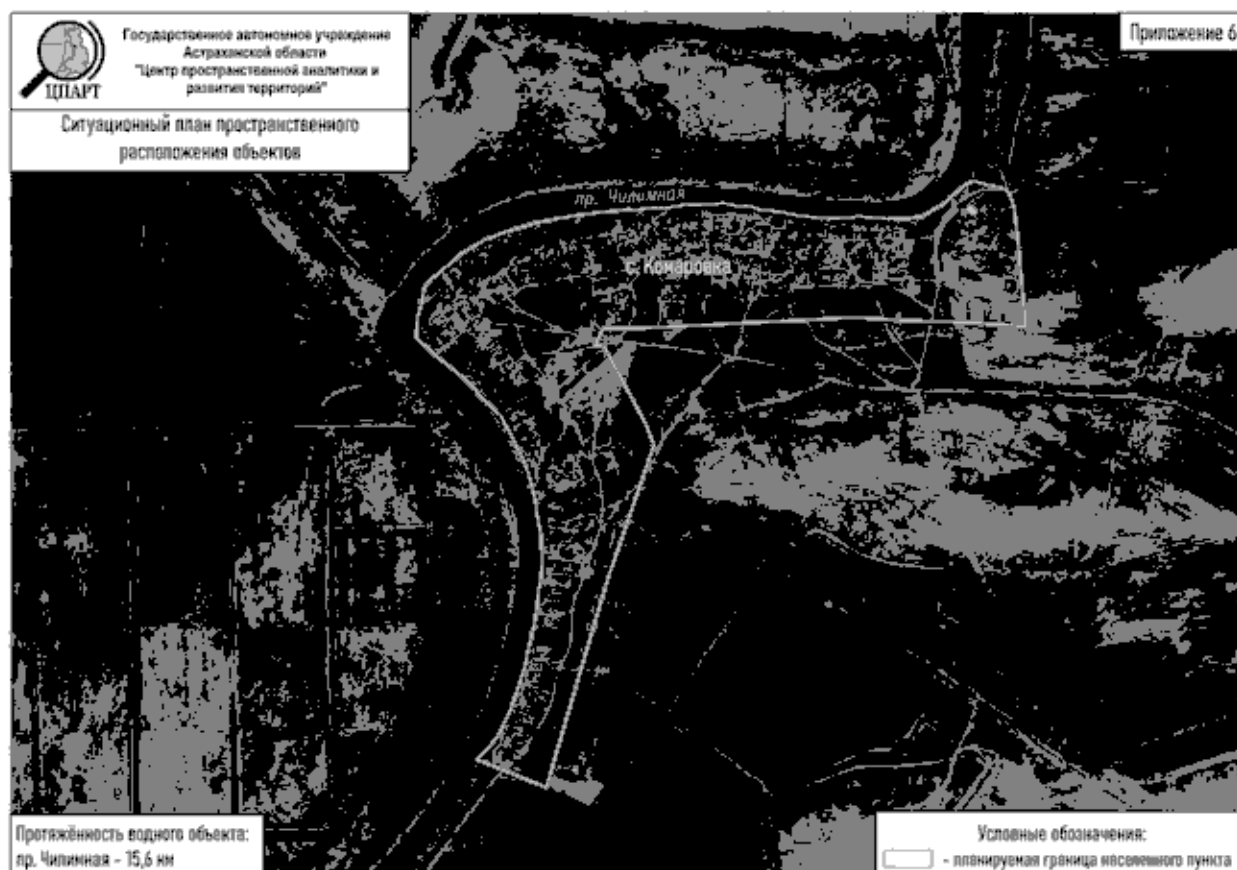 Государственное автономное учреждение
Астраханской области
"Центр пространственной аналитики и
развития территорий"
ЦПАРТ
Ситуационный план пространственного
расположения объектов
Приложение 6
пр. Чилимная
с. Комаровка
Протяжённость водного объекта:
пр. Чилимная - 15,6 км
Условные обозначения:
- планируемая граница населенного пункта